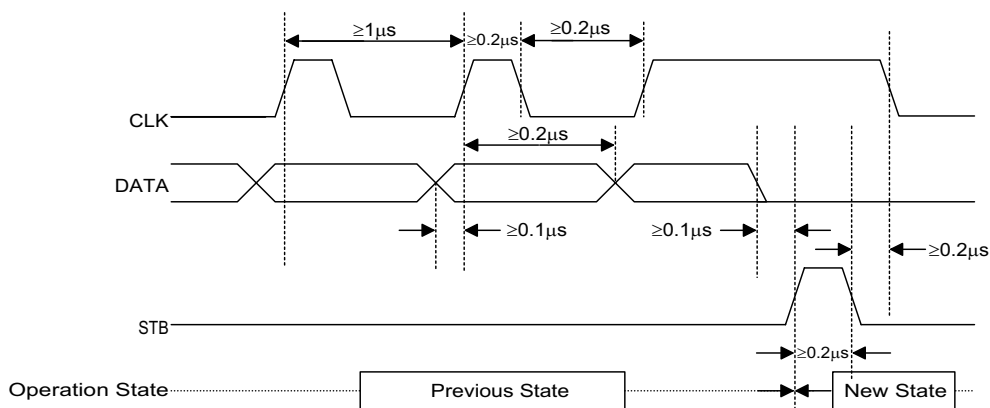 ≥1μs ≥0.2μs ≥0.2μs
CLK
≥0.2μs
DATA
≥0.1μs ≥0.1μs
≥0.2μs
STB
≥0.2μs
Operation State Previous State New State